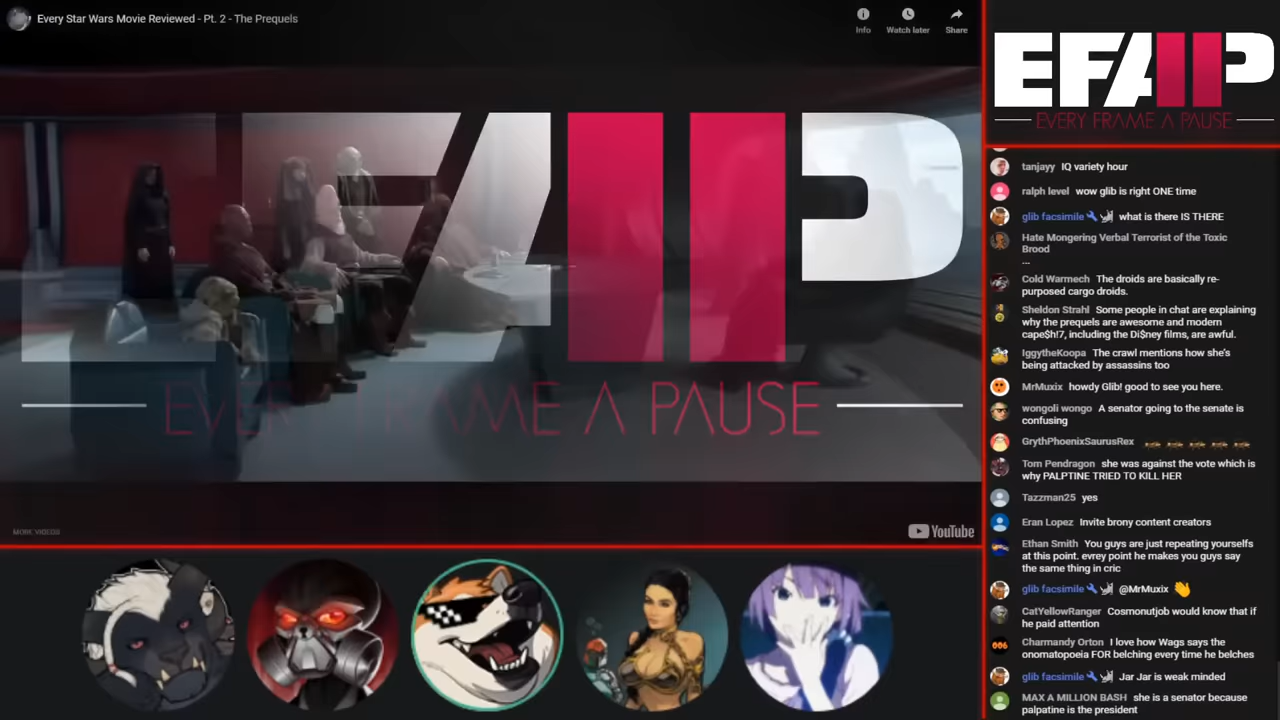 Every Star Wars Movie Reviewed - Pt. 2 - The Prequels
Info
Watch later
Share
EFAP
EVERY FRAME A PAUSE
MORE VIDEOS
YouTube
EFAP
EVERY FRAME A PAUSE
tanjayy IQ variety hour
ralph level wow glib is right ONE time
glib facsimile what is there IS THERE
Hate Mongering Verbal Terrorist of the Toxic
Brood
...
Cold Warmech The droids are basically re-
purposed cargo droids.
Sheldon Strahl Some people in chat are explaining
why the prequels are awesome and modern
cape$h!7, including the Di$ney films, are awful.
IggytheKoopa The crawl mentions how she's
being attacked by assassins too
MrMuxix howdy Glib! good to see you here.
wongoli wongo A senator going to the senate is
confusing
GrythPhoenixSaurusRex
Tom Pendragon she was against the vote which is
why PALPTINE TRIED TO KILL HER
Tazzman25 yes
Eran Lopez Invite brony content creators
Ethan Smith You guys are just repeating yourselfs
at this point. evrey point he makes you guys say
the same thing in cric
glib facsimile @MrMuxix 👋
CatYellowRanger Cosmonutjob would know that if
he paid attention
Charmandy Orton I love how Wags says the
onomatopoeia FOR belching every time he belches
glib facsimile Jar Jar is weak minded
MAX A MILLION BASH she is a senator because
palpatine is the president